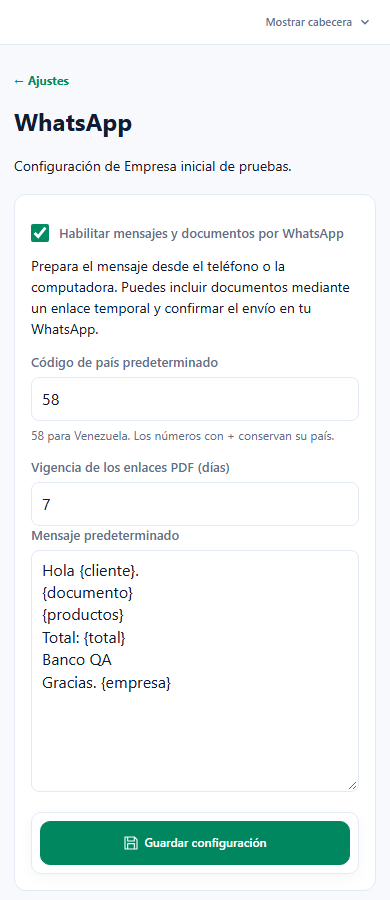 Mostrar cabecera
← Ajustes
WhatsApp
Configuración de Empresa inicial de pruebas.
Habilitar mensajes y documentos por WhatsApp
Prepara el mensaje desde el teléfono o la
computadora. Puedes incluir documentos mediante
un enlace temporal y confirmar el envío en tu
WhatsApp.
Código de país predeterminado
58
58 para Venezuela. Los números con + conservan su país.
Vigencia de los enlaces PDF (días)
7
Mensaje predeterminado
Hola {cliente}.
{documento}
{productos}
Total: {total}
Banco QA
Gracias. {empresa}
Guardar configuración